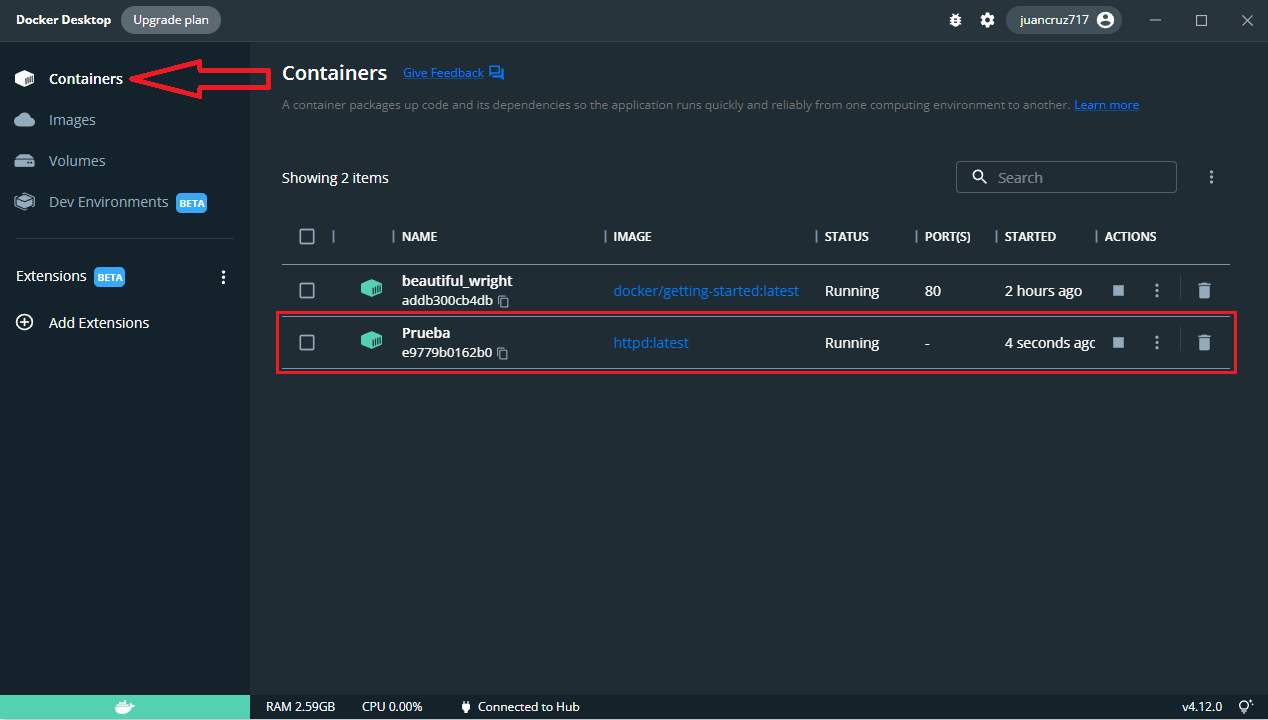 Docker Desktop Upgrade plan juancruz717
Containers
Images
Volumes
Dev Environments BETA
Extensions BETA
Add Extensions
Containers Give Feedback
A container packages up code and its dependencies so the application runs quickly and reliably from one computing environment to another. Learn more
Showing 2 items Search
NAME IMAGE STATUS PORT(S) STARTED ACTIONS
beautiful_wright
addb300cb4db docker/getting-started:latest Running 80 2 hours ago
Prueba
e9779b0162b0 httpd:latest Running - 4 seconds ago
RAM 2.59GB CPU 0.00% Connected to Hub v4.12.0